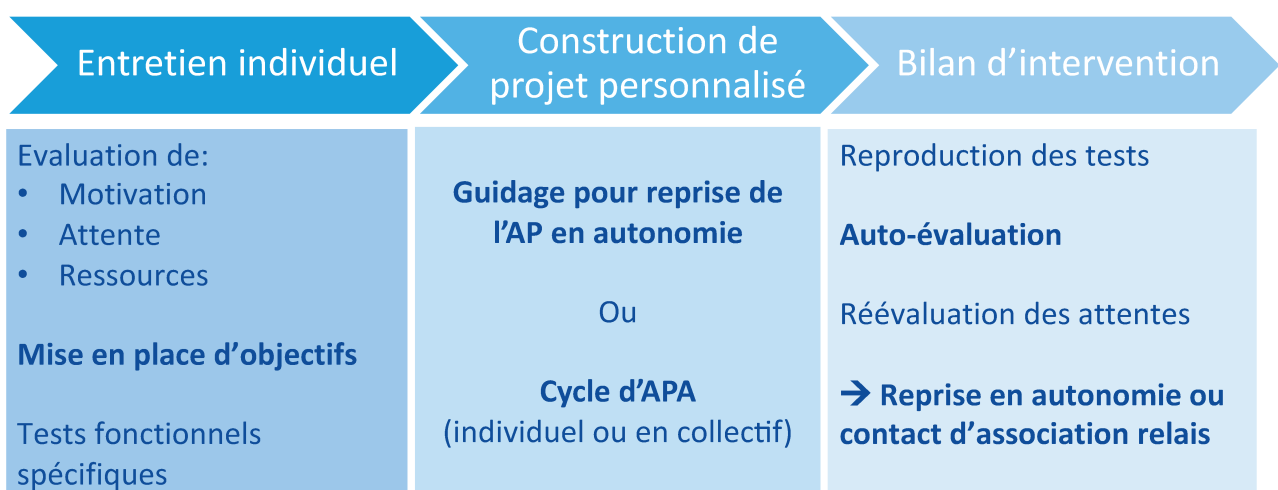 Entretien individuel
Construction de
projet personnalisé
Bilan d’intervention
Evaluation de:
• Motivation
• Attente
• Ressources
Mise en place d’objectifs
Tests fonctionnels
spécifiques
Guidage pour reprise de
l’AP en autonomie
Ou
Cycle d’APA
(individuel ou en collectif)
Reproduction des tests
Auto-évaluation
Réévaluation des attentes
→ Reprise en autonomie ou
contact d’association relais